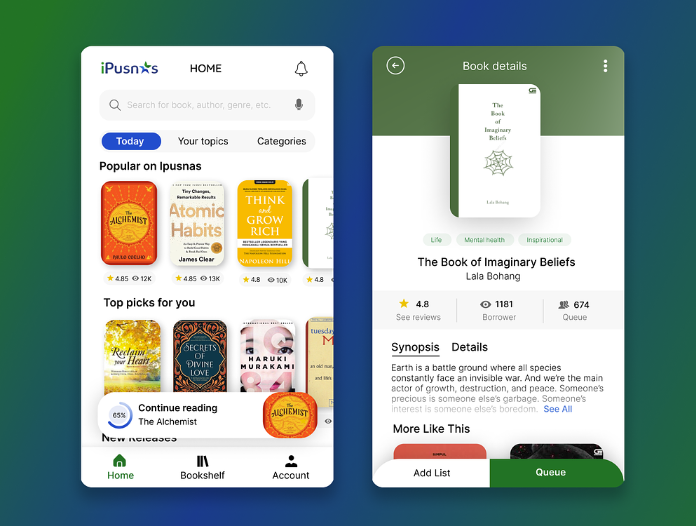 iPusnas
HOME
Search for book, author, genre, etc.
Today
Your topics
Categories
Popular on Ipusnas
THE
ALCHEMIST
PAULO COELHO
Tiny Changes,
Remarkable Results
Atomic
Habits
James Clear
THINK
and
GROW
RICH
NAPOLEON HILL
4.85 12K
4.85 13K
4.8 10K
4.8
Top picks for you
Reclaim
your Heart
SECRETS
OF
DIVINE
LOVE
HARUKI
MURAKAMI
tuesday
M
an old ma
65%
Continue reading
The Alchemist
THE
ALCHEMIST
New Releases
Home
Bookshelf
Account
Book details
The
Book
of
Imaginary
Beliefs
Lala Bohang
Life
Mental health
Inspirational
The Book of Imaginary Beliefs
Lala Bohang
4.8
See reviews
1181
Borrower
674
Queue
Synopsis
Details
Earth is a battle ground where all species
constantly face an invisible war. And we're the main
actor of growth, destruction, and peace. Someone's
precious is someone else's garbage. Someone's
interest is someone else's boredom. See All
More Like This
Add List
Queue